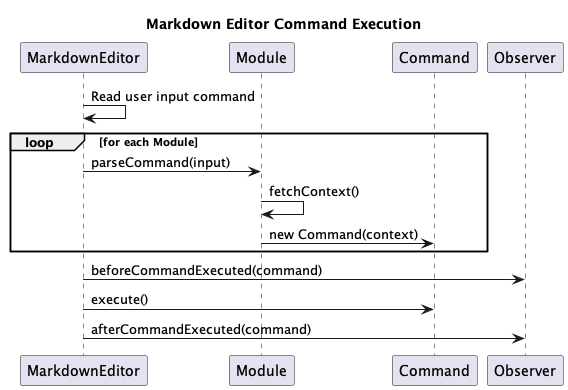 Markdown Editor Command Execution
MarkdownEditor Module Command Observer
Read user input command
loop [for each Module]
parseCommand(input)
fetchContext()
new Command(context)
beforeCommandExecuted(command)
execute()
afterCommandExecuted(command)
MarkdownEditor Module Command Observer